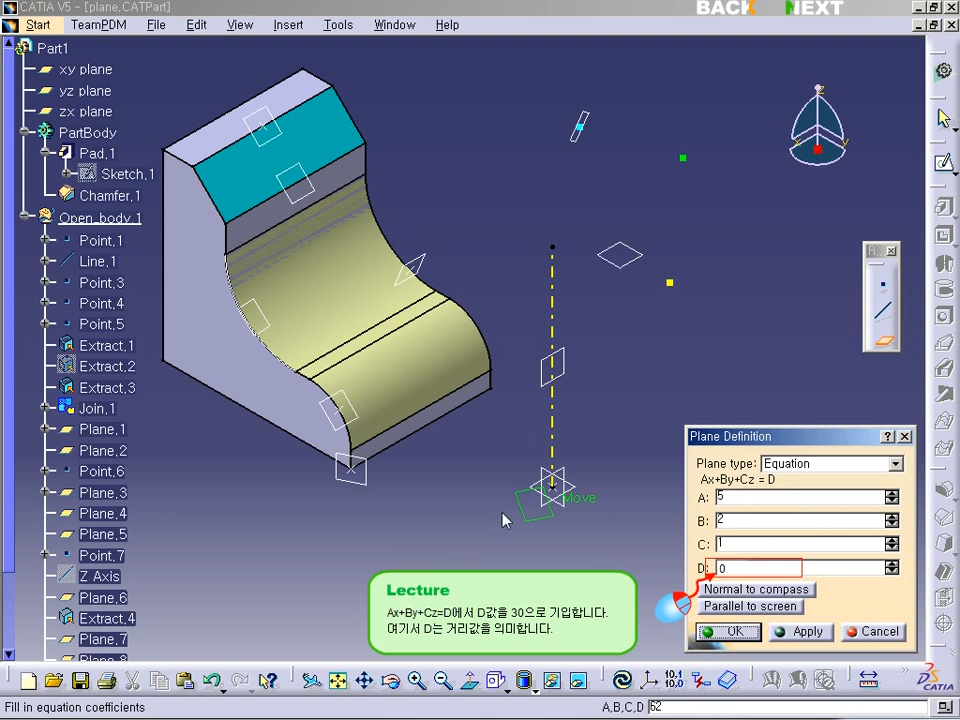 CATIA V5 - [plane,CATPart]
BACK NEXT
Start TeamPDM File Edit View Insert Tools Window Help
Part1
xy plane
yz plane
zx plane
PartBody
Pad,1
Sketch,1
Chamfer,1
Open_body,1
Point,1
Line,1
Point,3
Point,4
Point,5
Extract,1
Extract,2
Extract,3
Join,1
Plane,1
Plane,2
Point,6
Plane,3
Plane,4
Plane,5
Point,7
Z Axis
Plane,6
Extract,4
Plane,7
Plane,8
z
x y
Move
Plane Definition
Plane type: Equation
Ax+By+Cz = D
A: 5
B: 2
C: 1
D: 0
Normal to compass
Parallel to screen
OK Apply Cancel
Lecture
Ax+By+Cz=D에서 D값을 30으로 기입합니다.
여기서 D는 거리값을 의미합니다.
10,1
10,0
CATIA
Fill in equation coefficients
A,B,C,D 62